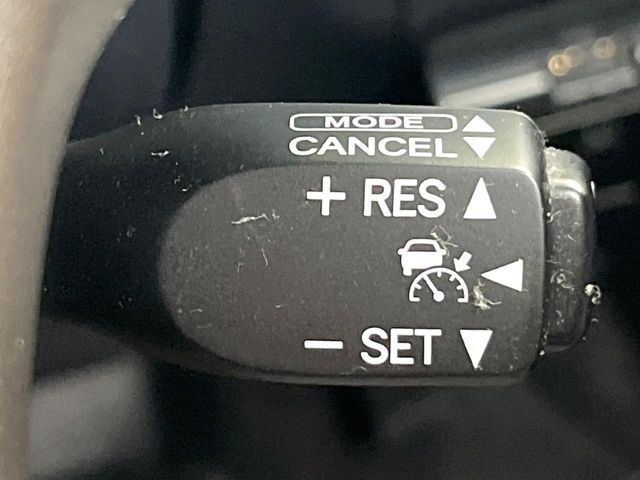 MODE
CANCEL
+ RES
- SET